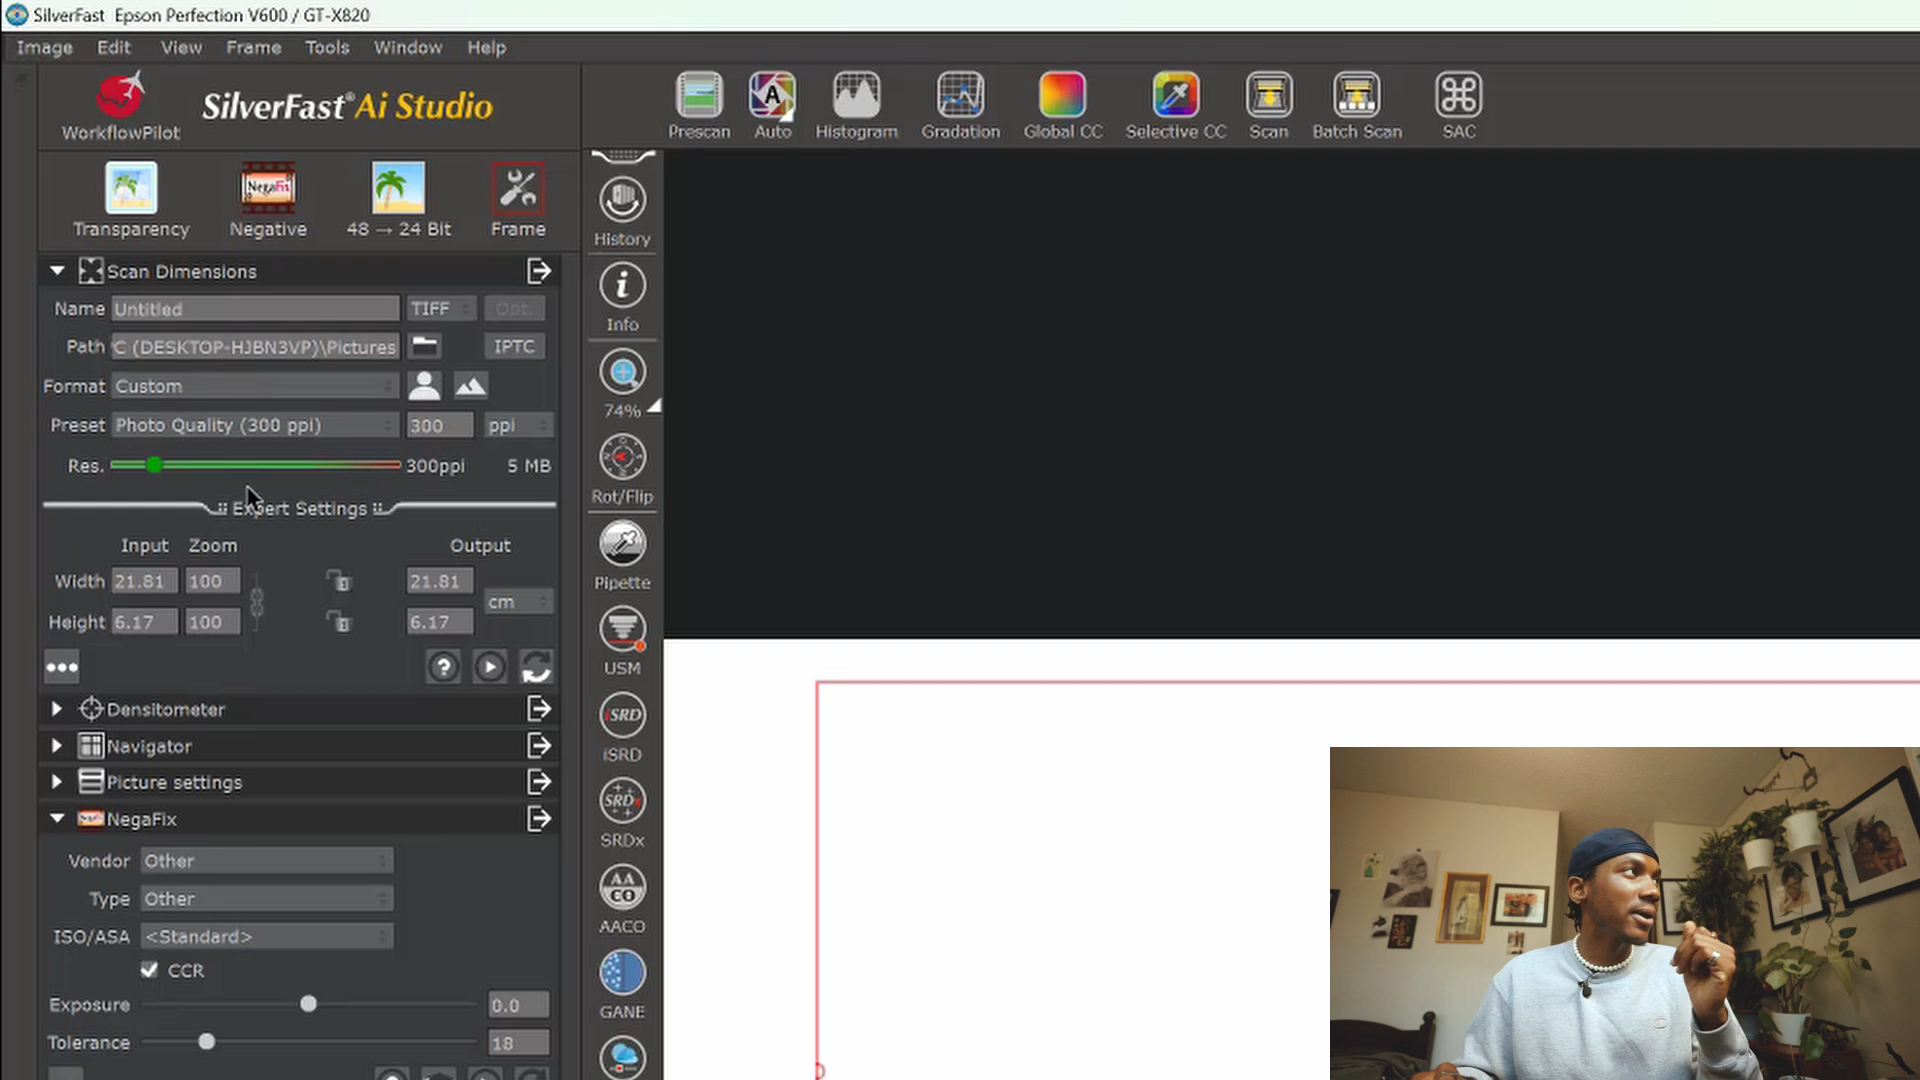 SilverFast Epson Perfection V600 / GT-X820
Image Edit View Frame Tools Window Help
WorkflowPilot
SilverFast® Ai Studio
Prescan
A
Auto
Histogram
Gradation
Global CC
Selective CC
Scan
Batch Scan
SAC
Transparency
NegaFix
Negative
48 → 24 Bit
Frame
Scan Dimensions
Name Untitled TIFF Opt.
Path C (DESKTOP-HJBN3VP)\Pictures IPTC
Format Custom
Preset Photo Quality (300 ppi) 300 ppi
Res. 300ppi 5 MB
Expert Settings
Input Zoom Output
Width 21.81 100 21.81
cm
Height 6.17 100 6.17
Densitometer
Navigator
Picture settings
NegaFix
Vendor Other
Type Other
ISO/ASA <Standard>
CCR
Exposure 0.0
Tolerance 18
History
i
Info
74%
Rot/Flip
Pipette
USM
iSRD
iSRD
SRDx
SRDx
AA
CO
AACO
GANE